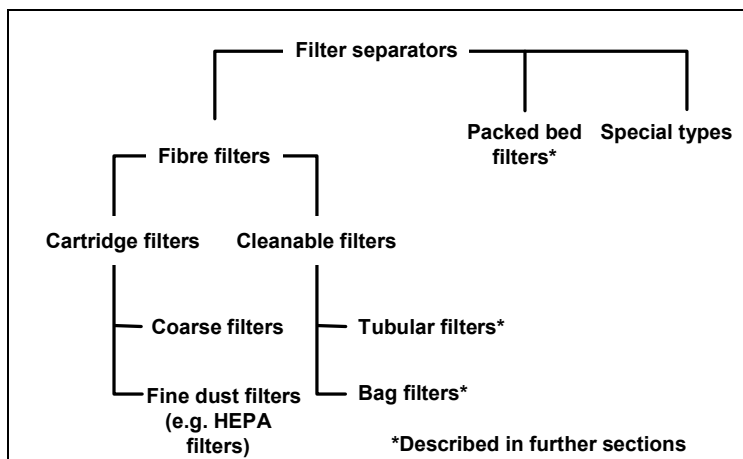 Filter separators
Packed bed
filters*
Special types
Fibre filters
Cartridge filters
Cleanable filters
Coarse filters
Tubular filters*
Fine dust filters
(e.g. HEPA
filters)
Bag filters*
*Described in further sections